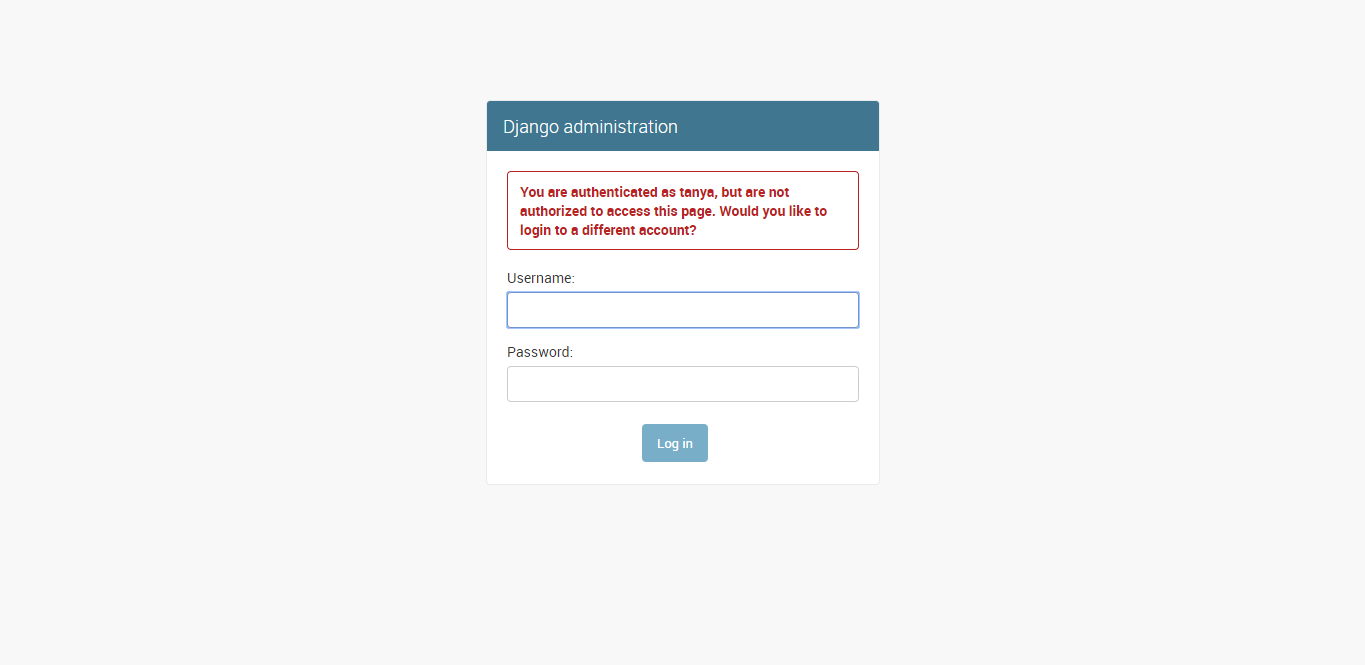 Django administration
You are authenticated as tanya, but are not
authorized to access this page. Would you like to
login to a different account?
Username:
Password:
Log in